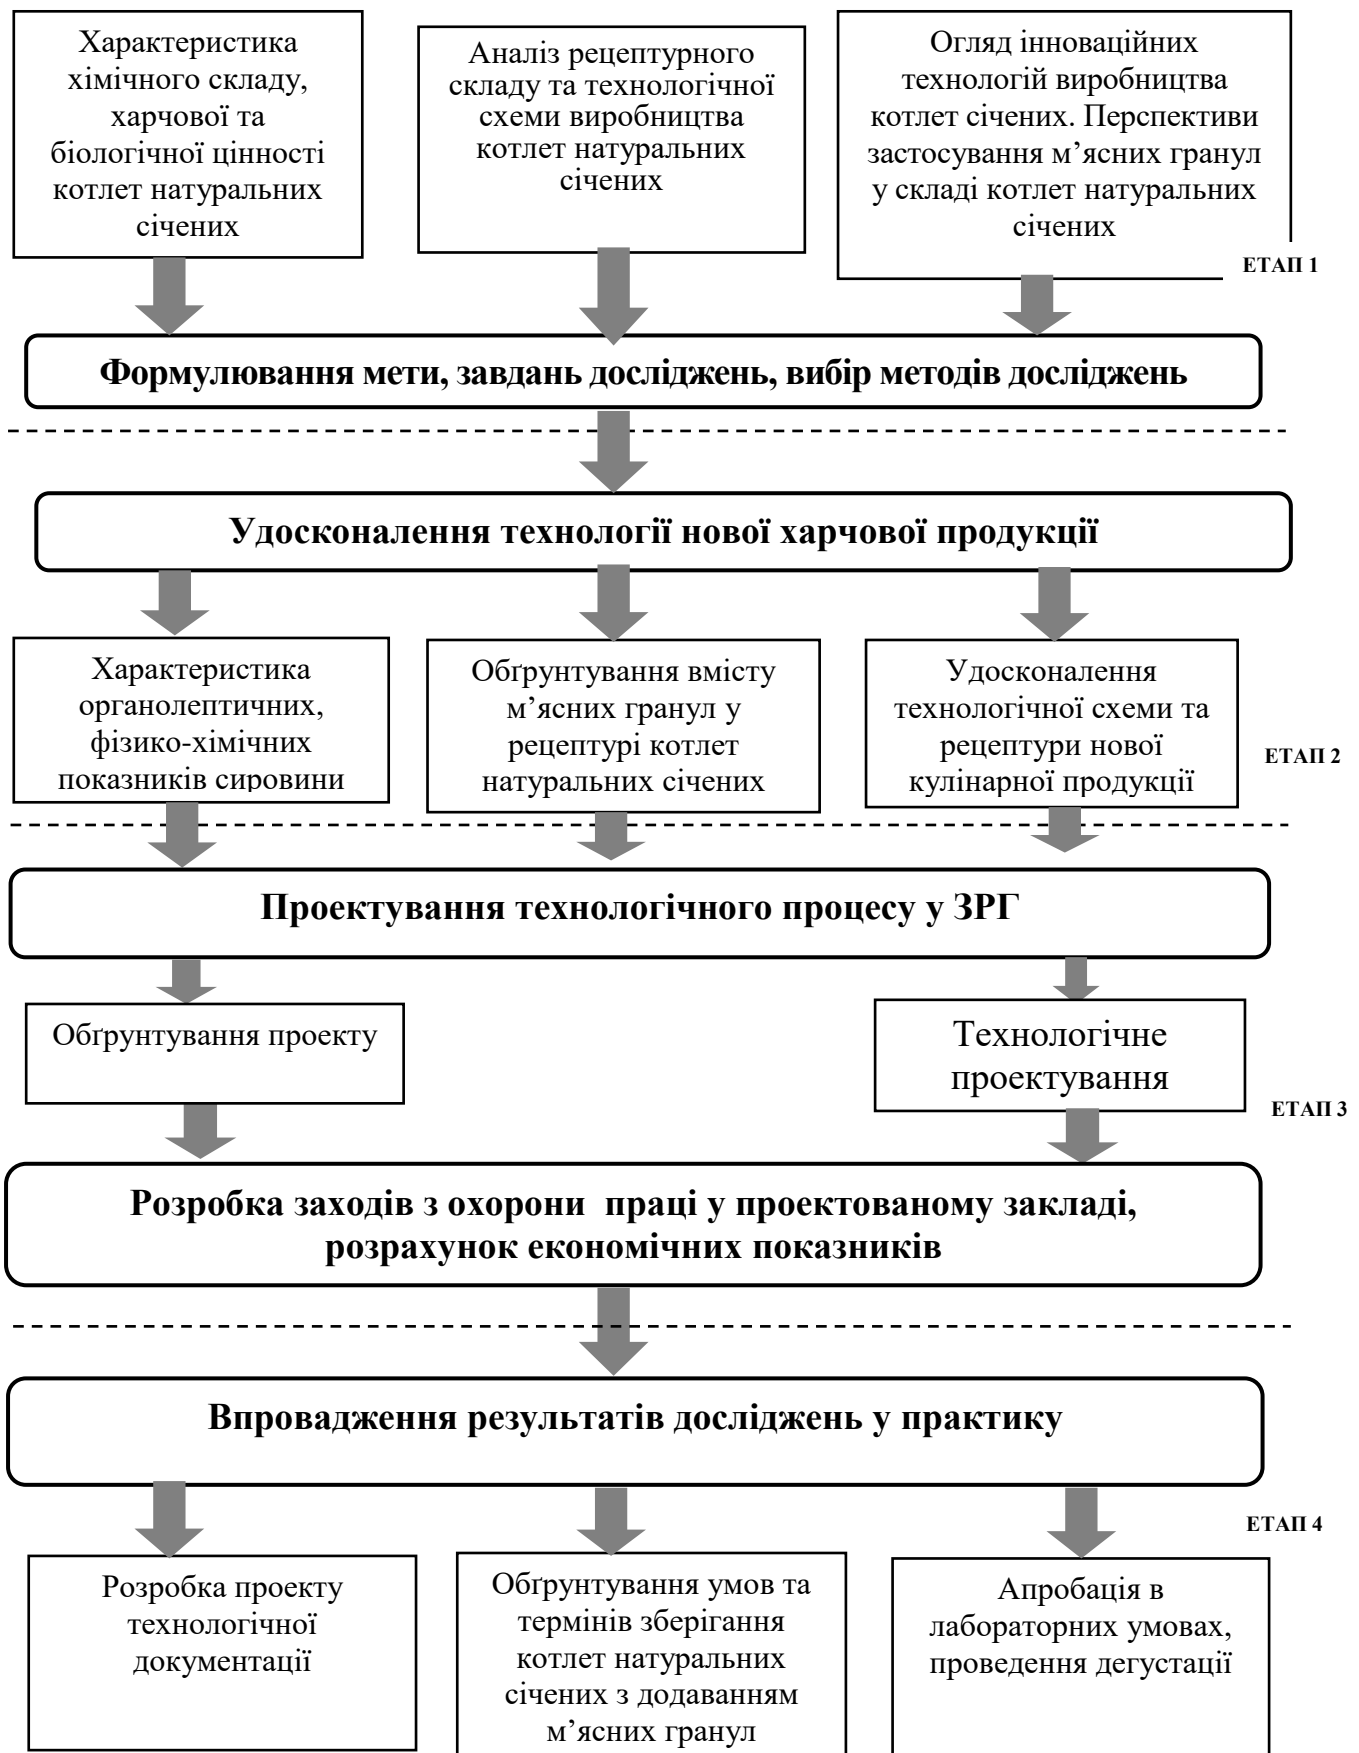 Характеристика
хімічного складу,
харчової та
біологічної цінності
котлет натуральних
січених
Аналіз рецептурного
складу та технологічної
схеми виробництва
котлет натуральних
січених
Огляд інноваційних
технологій виробництва
котлет січених. Перспективи
застосування м’ясних гранул
у складі котлет натуральних
січених
ЕТАП 1
Формулювання мети, завдань досліджень, вибір методів досліджень
Удосконалення технології нової харчової продукції
Характеристика
органолептичних,
фізико-хімічних
показників сировини
Обґрунтування вмісту
м’ясних гранул у
рецептурі котлет
натуральних січених
Удосконалення
технологічної схеми та
рецептури нової
кулінарної продукції
ЕТАП 2
Проектування технологічного процесу у ЗРГ
Обґрунтування проекту
Технологічне
проектування
ЕТАП 3
Розробка заходів з охорони праці у проектованому закладі,
розрахунок економічних показників
Впровадження результатів досліджень у практику
ЕТАП 4
Розробка проекту
технологічної
документації
Обґрунтування умов та
термінів зберігання
котлет натуральних
січених з додаванням
м’ясних гранул
Апробація в
лабораторних умовах,
проведення дегустації